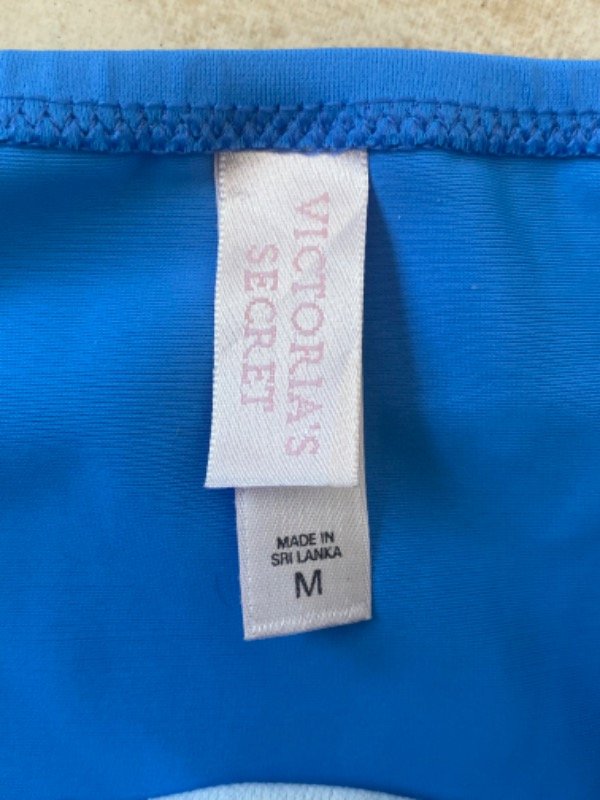 VICTORIA'S
SECRET
MADE IN
SRI LANKA
M